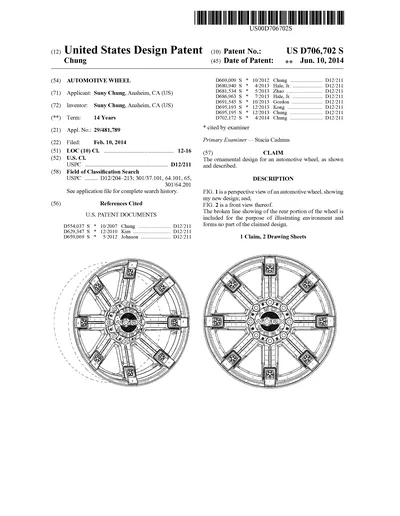 US00D706702S
(12) United States Design Patent
Chung
(10) Patent No.: US D706,702 S
(45) Date of Patent: ** Jun. 10, 2014
(54) AUTOMOTIVE WHEEL
(71) Applicant: Suny Chung, Anaheim, CA (US)
(72) Inventor: Suny Chung, Anaheim, CA (US)
(**) Term: 14 Years
(21) Appl. No.: 29/481,789
(22) Filed: Feb. 10, 2014
(51) LOC (10) Cl. 12-16
(52) U.S. Cl.
USPC D12/211
(58) Field of Classification Search
USPC D12/204–213; 301/37.101, 64.101, 65,
301/64.201
See application file for complete search history.
(56) References Cited
U.S. PATENT DOCUMENTS
D554,037 S * 10/2007 Chung D12/211
D629,347 S * 12/2010 Kim D12/211
D659,069 S * 5/2012 Johnson D12/211
D669,009 S * 10/2012 Chung D12/211
D680,940 S * 4/2013 Hale, Jr. D12/211
D681,534 S * 5/2013 Zhao D12/211
D686,963 S * 7/2013 Hale, Jr. D12/211
D691,545 S * 10/2013 Gordon D12/211
D695,193 S * 12/2013 Kong D12/211
D695,195 S * 12/2013 Chung D12/211
D702,172 S * 4/2014 Chung D12/211
* cited by examiner
Primary Examiner — Stacia Cadmus
(57) CLAIM
The ornamental design for an automotive wheel, as shown
and described.
DESCRIPTION
FIG. 1 is a perspective view of an automotive wheel, showing
my new design; and,
FIG. 2 is a front view thereof.
The broken line showing of the rear portion of the wheel is
included for the purpose of illustrating environment and
forms no part of the claimed design.
1 Claim, 2 Drawing Sheets